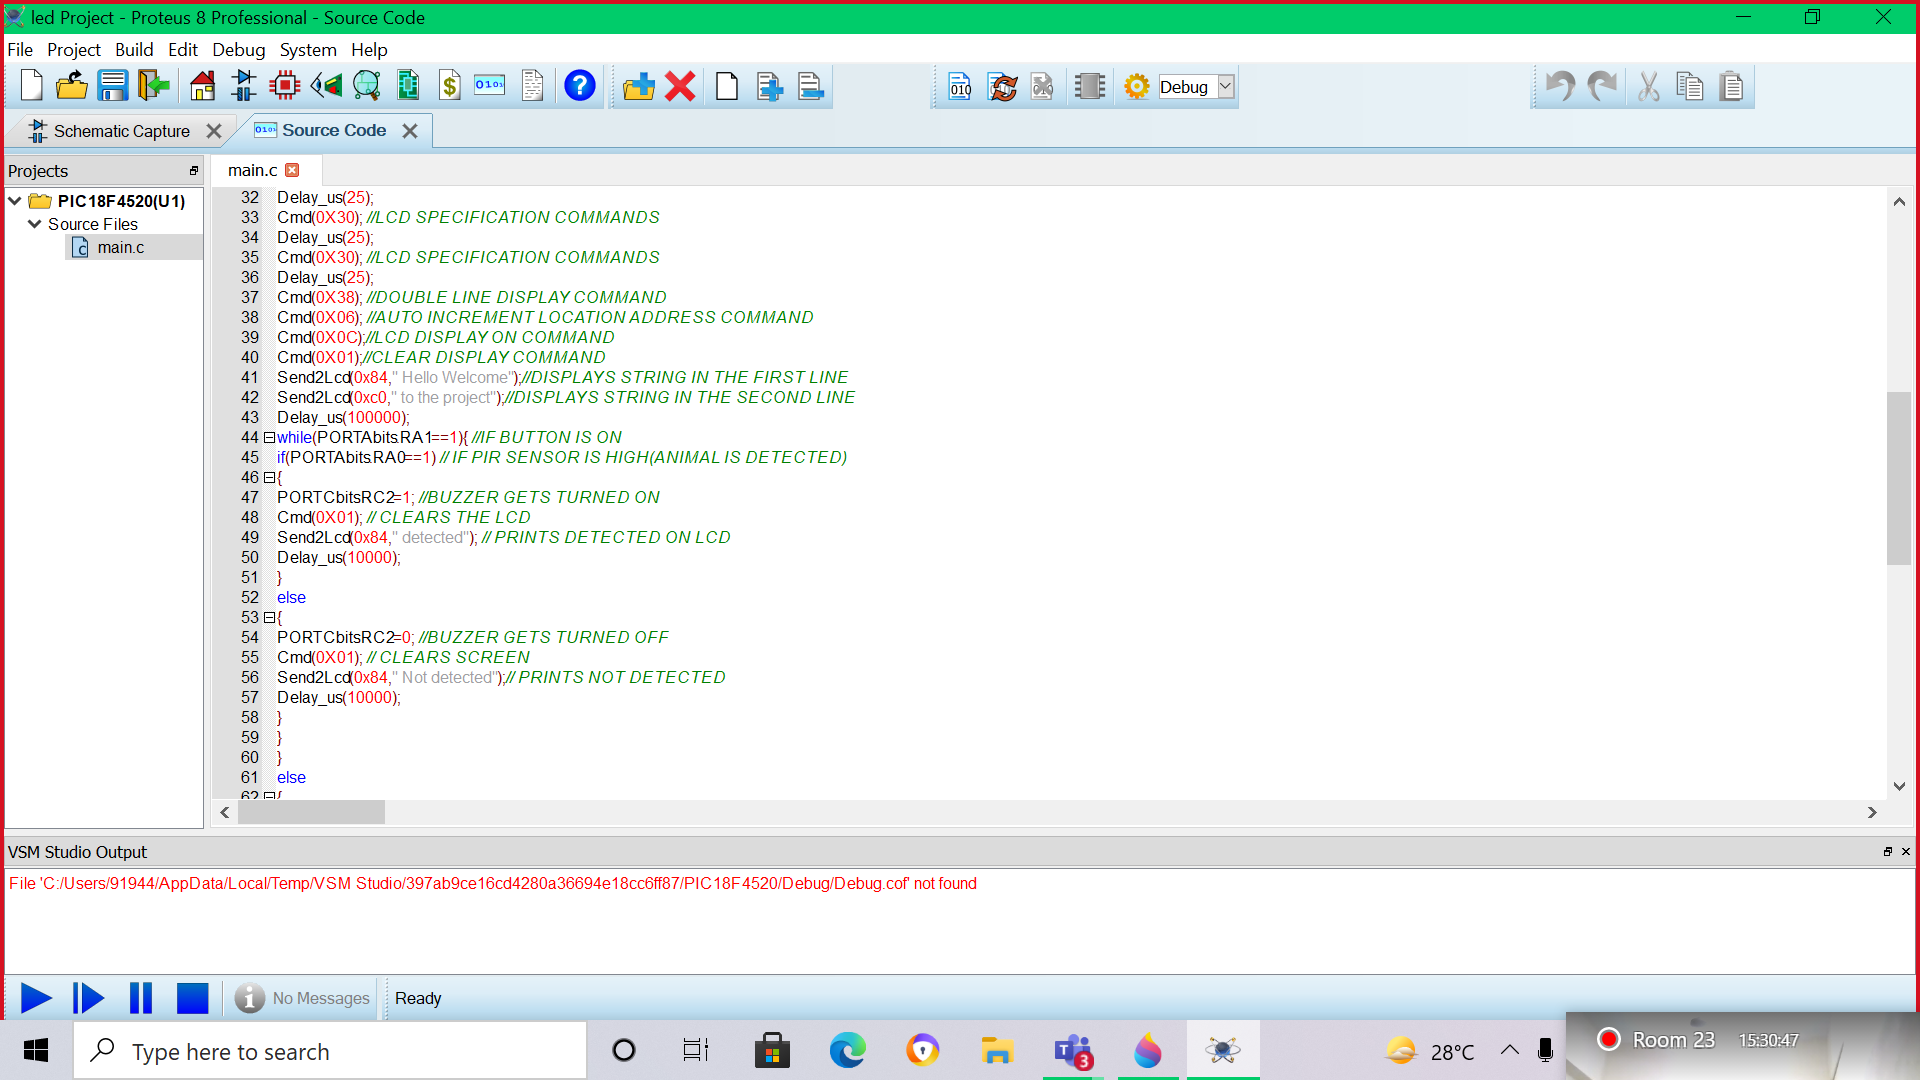 led Project - Proteus 8 Professional - Source Code
File Project Build Edit Debug System Help
Debug
Schematic Capture
Source Code
Projects
main.c
PIC18F4520(U1)
Source Files
main.c
32 Delay_us(25);
33 Cmd(0X30); //LCD SPECIFICATION COMMANDS
34 Delay_us(25);
35 Cmd(0X30); //LCD SPECIFICATION COMMANDS
36 Delay_us(25);
37 Cmd(0X38); //DOUBLE LINE DISPLAY COMMAND
38 Cmd(0X06); //AUTO INCREMENT LOCATION ADDRESS COMMAND
39 Cmd(0X0C);//LCD DISPLAY ON COMMAND
40 Cmd(0X01);//CLEAR DISPLAY COMMAND
41 Send2Lcd(0x84," Hello Welcome");//DISPLAYS STRING IN THE FIRST LINE
42 Send2Lcd(0xc0," to the project");//DISPLAYS STRING IN THE SECOND LINE
43 Delay_us(100000);
44 while(PORTAbits.RA1==1){ //IF BUTTON IS ON
45 if(PORTAbits.RA0==1) // IF PIR SENSOR IS HIGH(ANIMAL IS DETECTED)
46 {
47 PORTCbitsRC2=1; //BUZZER GETS TURNED ON
48 Cmd(0X01); // CLEARS THE LCD
49 Send2Lcd(0x84," detected"); // PRINTS DETECTED ON LCD
50 Delay_us(10000);
51 }
52 else
53 {
54 PORTCbitsRC2=0; //BUZZER GETS TURNED OFF
55 Cmd(0X01); // CLEARS SCREEN
56 Send2Lcd(0x84," Not detected");// PRINTS NOT DETECTED
57 Delay_us(10000);
58 }
59 }
60 }
61 else
62 {
VSM Studio Output
File 'C:/Users/91944/AppData/Local/Temp/VSM Studio/397ab9ce16cd4280a36694e18cc6ff87/PIC18F4520/Debug/Debug.cof' not found
No Messages
Ready
Type here to search
3
28°C
Room 23
15:30:47